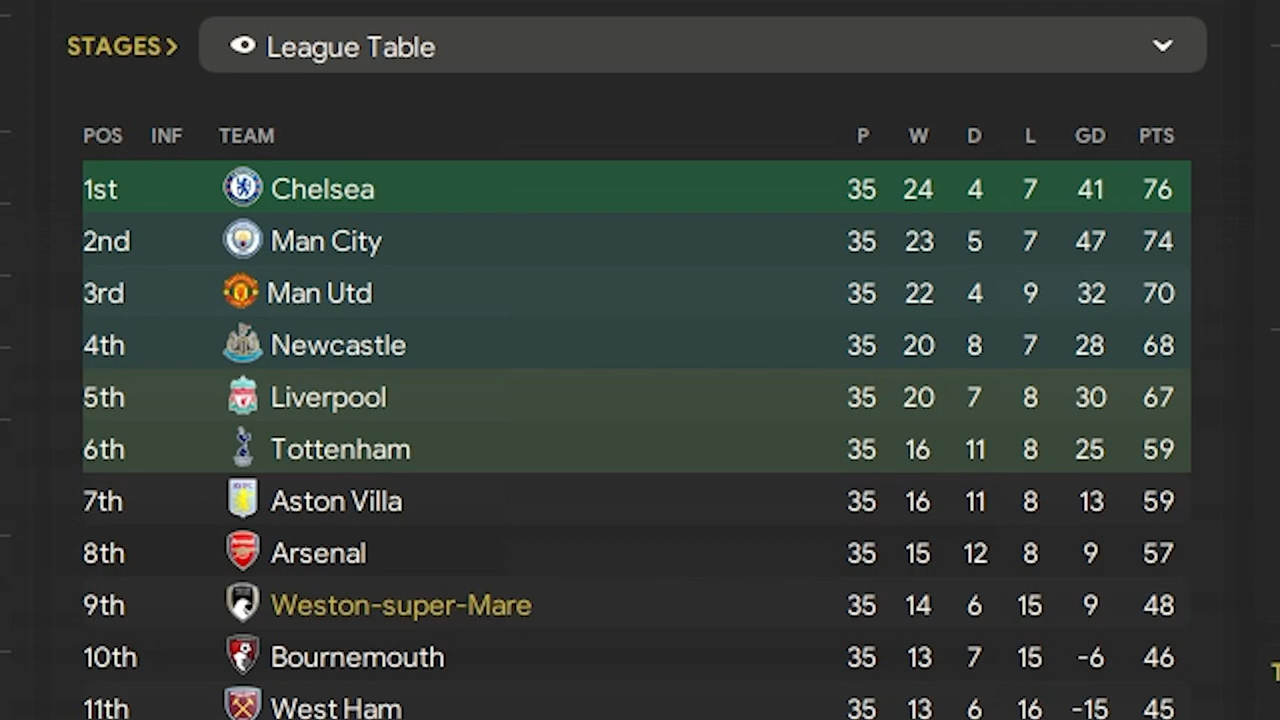 STAGES> League Table
POS INF TEAM P W D L GD PTS
1st Chelsea 35 24 4 7 41 76
2nd Man City 35 23 5 7 47 74
3rd Man Utd 35 22 4 9 32 70
4th Newcastle 35 20 8 7 28 68
5th Liverpool 35 20 7 8 30 67
6th Tottenham 35 16 11 8 25 59
7th Aston Villa 35 16 11 8 13 59
8th Arsenal 35 15 12 8 9 57
9th Weston-super-Mare 35 14 6 15 9 48
10th Bournemouth 35 13 7 15 -6 46
11th West Ham 35 13 6 16 -15 45